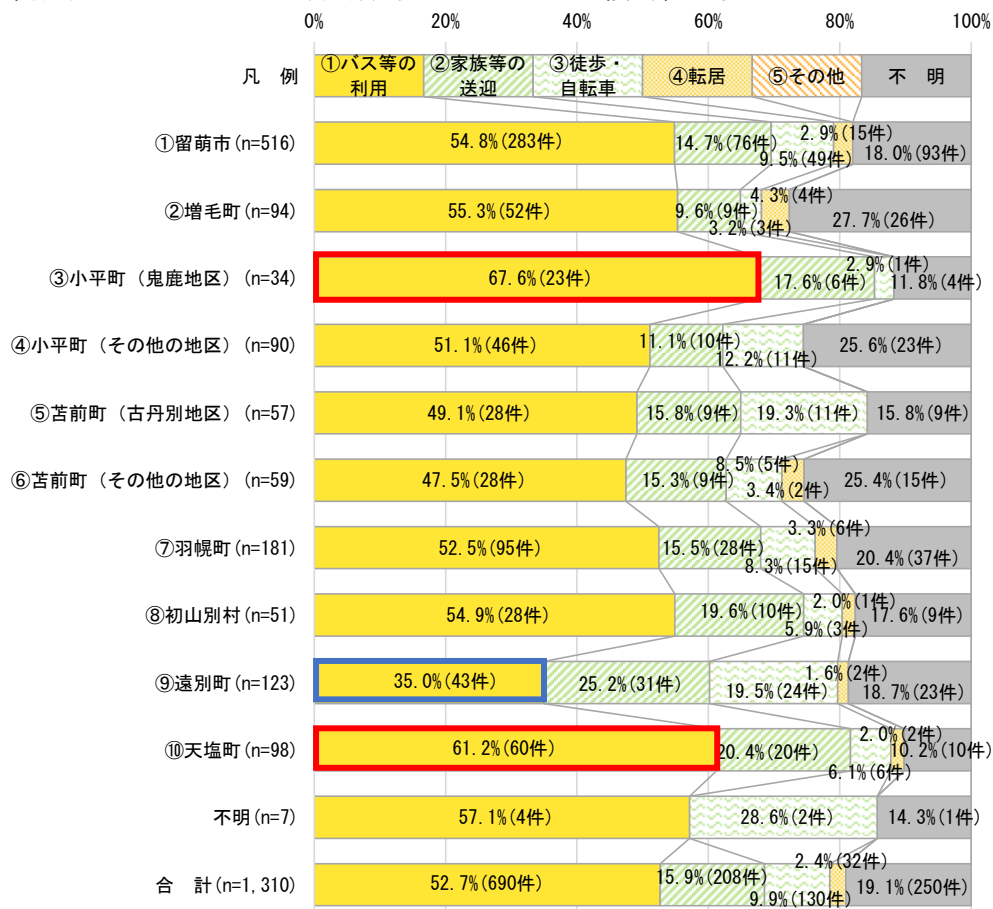 0% 20% 40% 60% 80% 100%
凡 例 ①バス等の利用 ②家族等の送迎 ③徒歩・自転車 ④転居 ⑤その他 不 明
①留萌市(n=516) 54.8%(283件) 14.7%(76件) 9.5%(49件) 2.9%(15件) 18.0%(93件)
②増毛町(n=94) 55.3%(52件) 9.6%(9件) 3.2%(3件) 4.3%(4件) 27.7%(26件)
③小平町（鬼鹿地区）(n=34) 67.6%(23件) 17.6%(6件) 2.9%(1件) 11.8%(4件)
④小平町（その他の地区）(n=90) 51.1%(46件) 11.1%(10件) 12.2%(11件) 25.6%(23件)
⑤苫前町（古丹別地区）(n=57) 49.1%(28件) 15.8%(9件) 19.3%(11件) 15.8%(9件)
⑥苫前町（その他の地区）(n=59) 47.5%(28件) 15.3%(9件) 8.5%(5件) 3.4%(2件) 25.4%(15件)
⑦羽幌町(n=181) 52.5%(95件) 15.5%(28件) 8.3%(15件) 3.3%(6件) 20.4%(37件)
⑧初山別村(n=51) 54.9%(28件) 19.6%(10件) 5.9%(3件) 2.0%(1件) 17.6%(9件)
⑨遠別町(n=123) 35.0%(43件) 25.2%(31件) 19.5%(24件) 1.6%(2件) 18.7%(23件)
⑩天塩町(n=98) 61.2%(60件) 20.4%(20件) 6.1%(6件) 2.0%(2件) 10.2%(10件)
不明(n=7) 57.1%(4件) 28.6%(2件) 14.3%(1件)
合 計(n=1,310) 52.7%(690件) 15.9%(208件) 9.9%(130件) 2.4%(32件) 19.1%(250件)